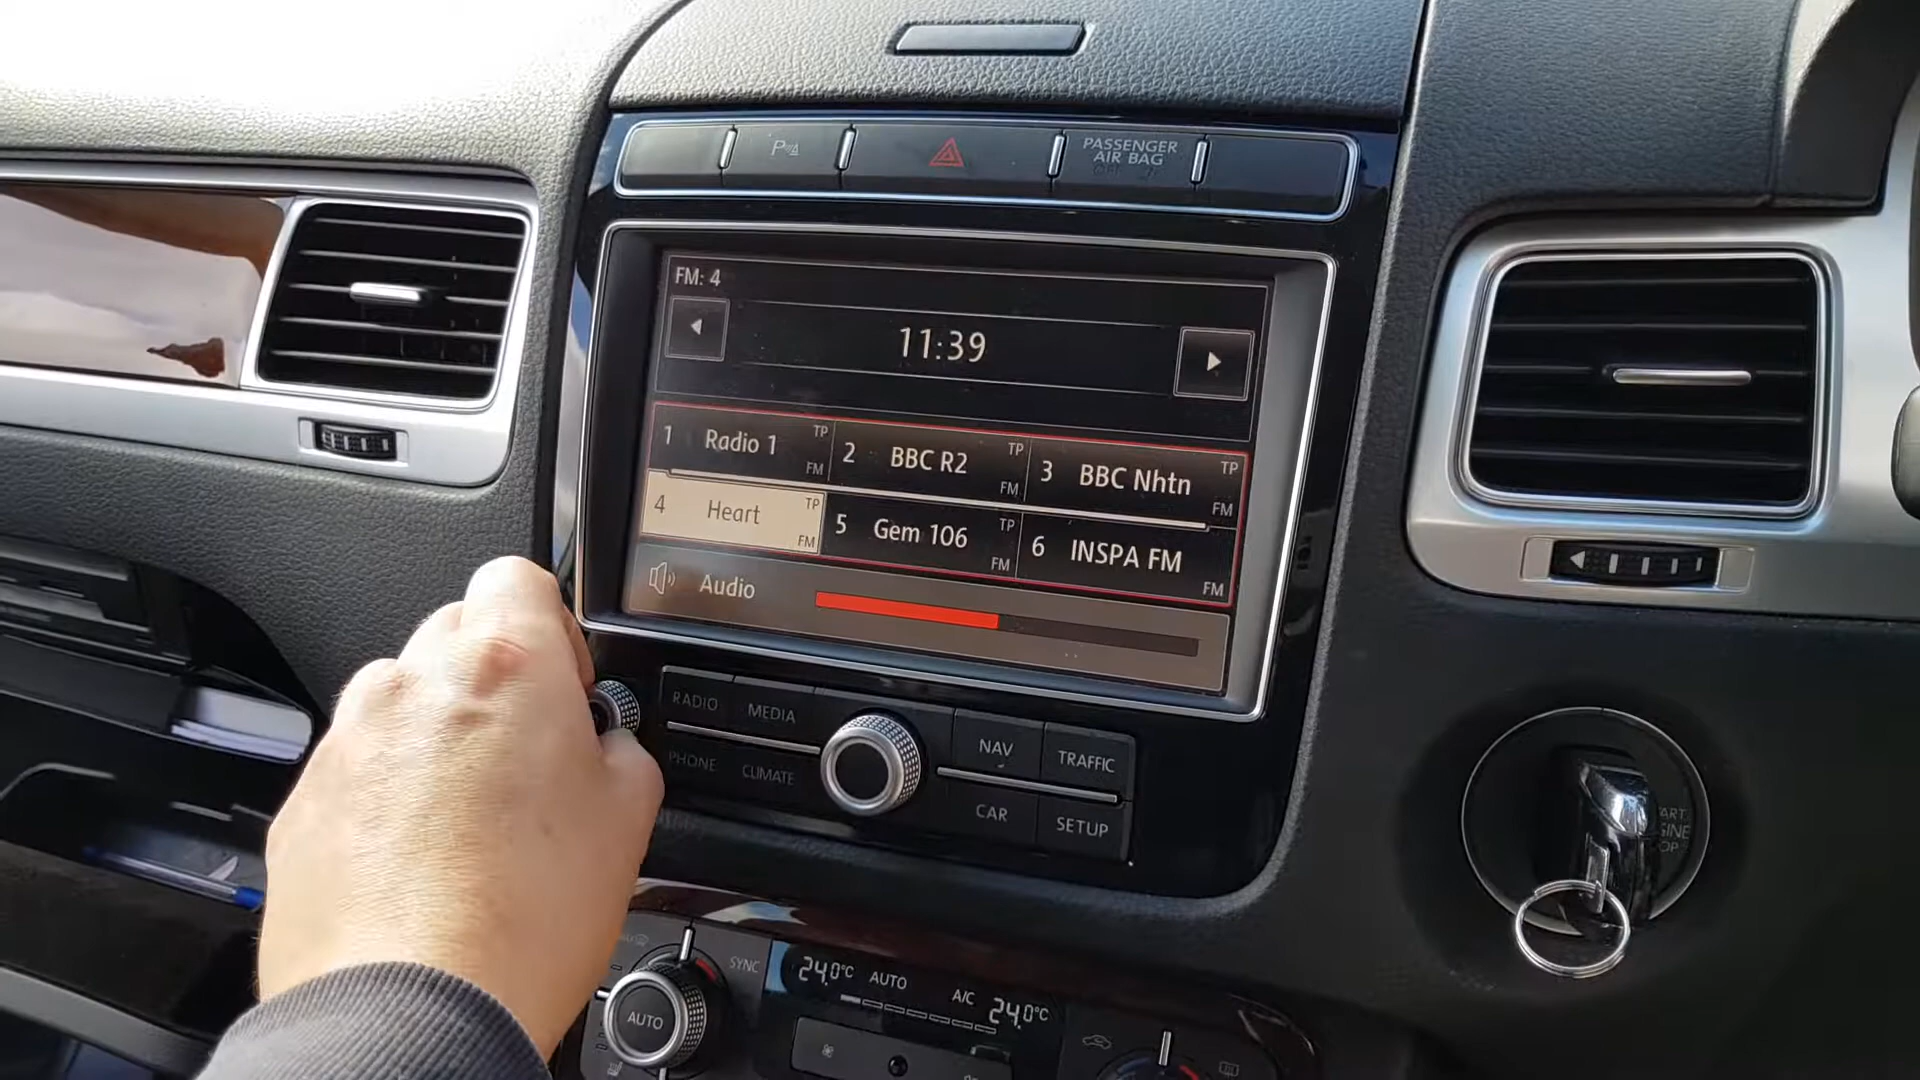 P
PASSENGER
AIR BAG
FM: 4
11:39
1 Radio 1 TP FM
2 BBC R2 TP FM
3 BBC Nhtn TP FM
4 Heart TP FM
5 Gem 106 TP FM
6 INSPA FM FM
Audio
RADIO MEDIA
NAV TRAFFIC
PHONE CLIMATE
CAR SETUP
SYNC
24.0°C AUTO A/C 24.0°C
AUTO